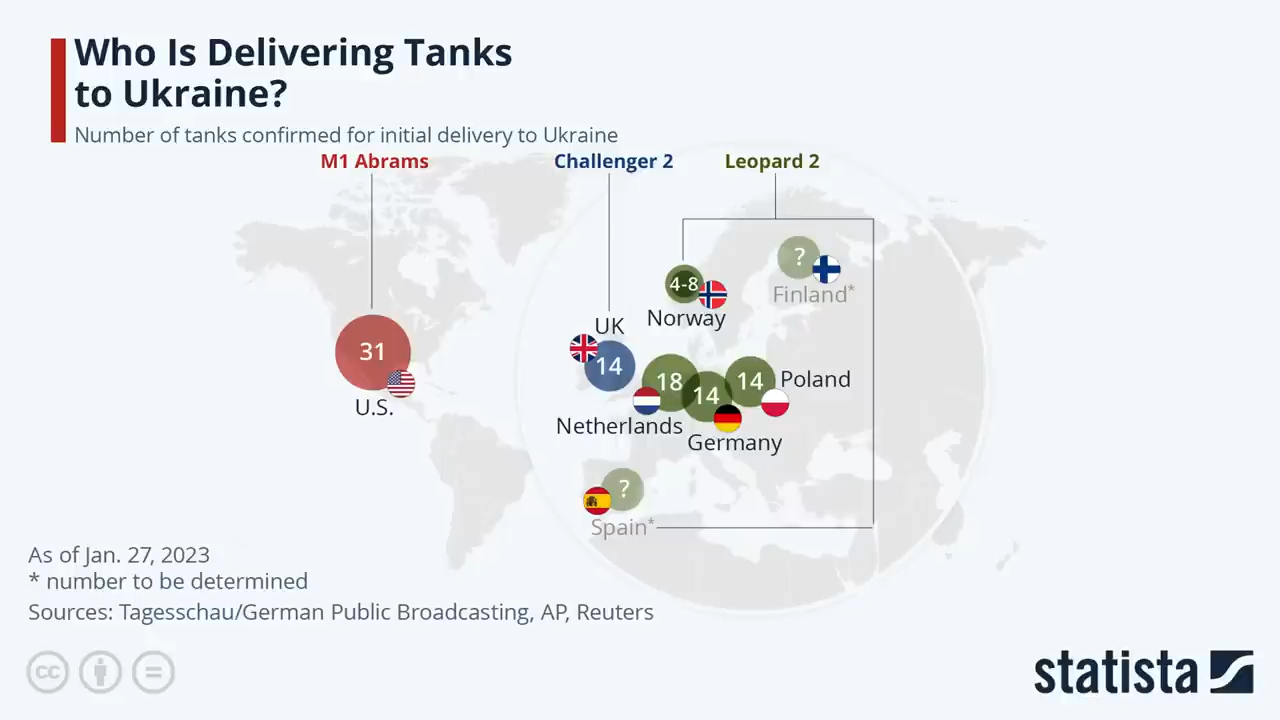 Who Is Delivering Tanks
to Ukraine?
Number of tanks confirmed for initial delivery to Ukraine
M1 Abrams
Challenger 2
Leopard 2
?
Finland*
4-8
Norway
UK
31
14
18
14
14
Poland
U.S.
Netherlands
Germany
?
Spain*
As of Jan. 27, 2023
* number to be determined
Sources: Tagesschau/German Public Broadcasting, AP, Reuters
cc
=
statista